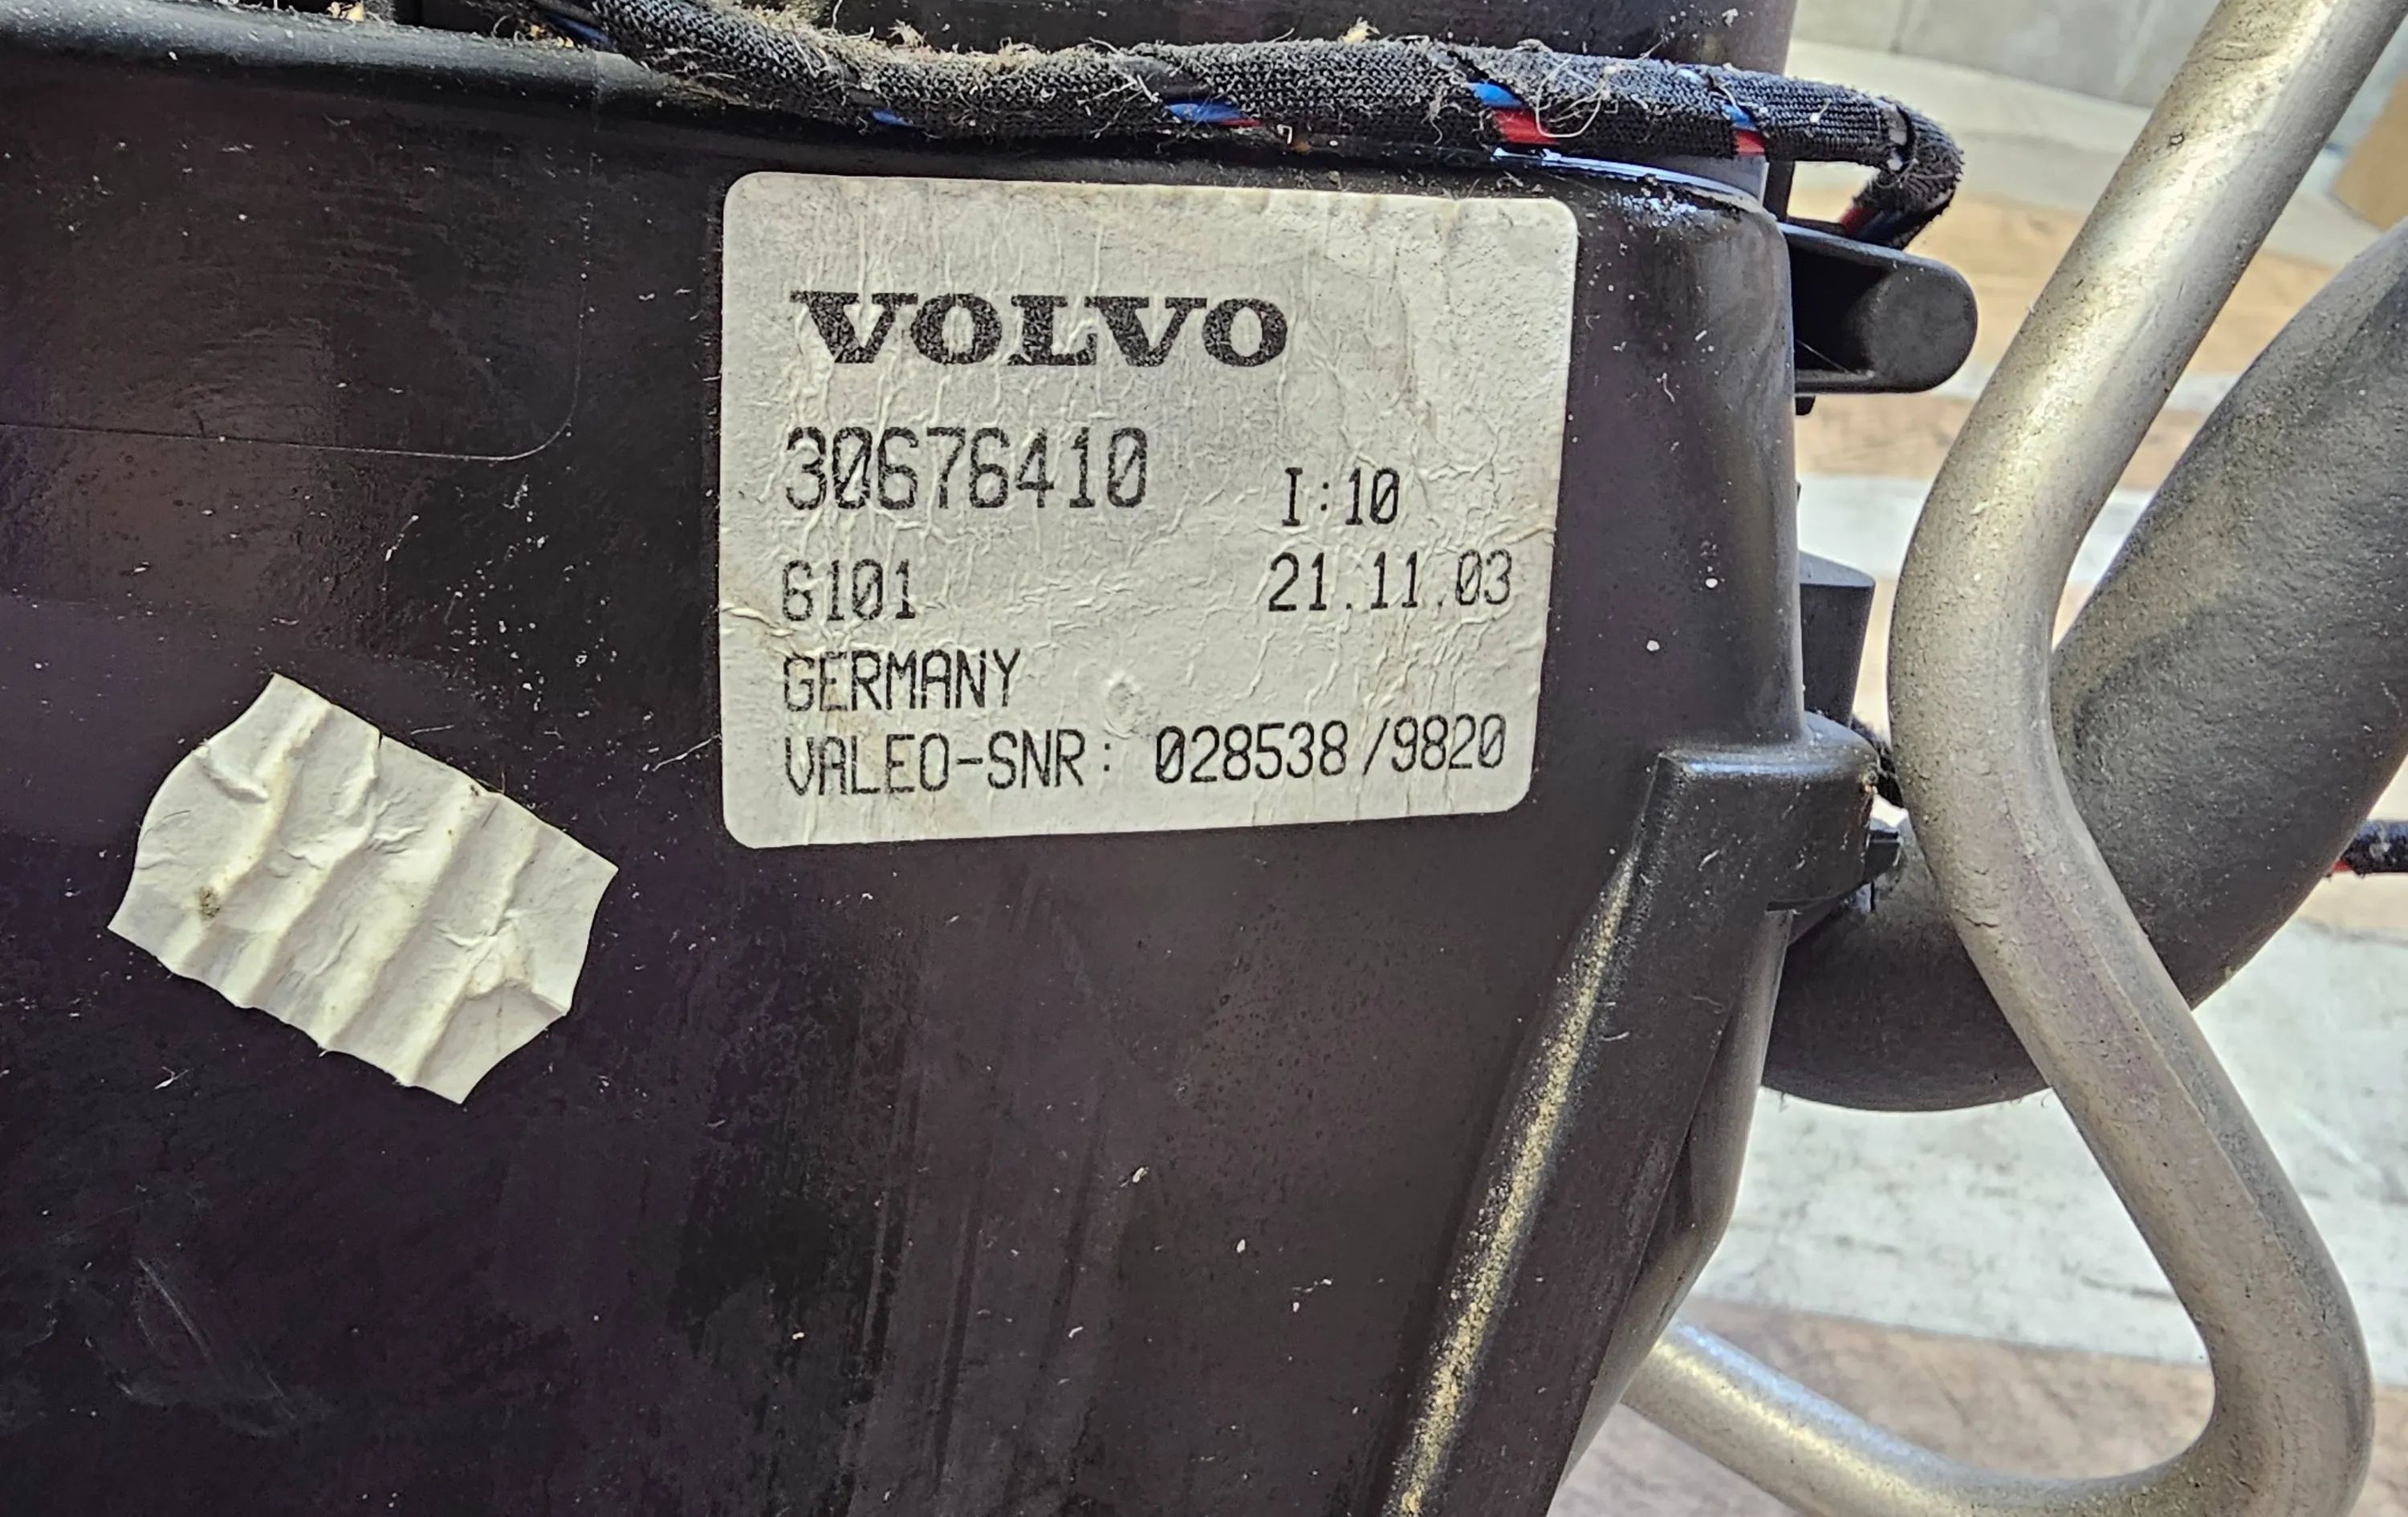 VOLVO
30676410 I:10
6101 21.11.03
GERMANY
VALEO-SNR: 028538/9820